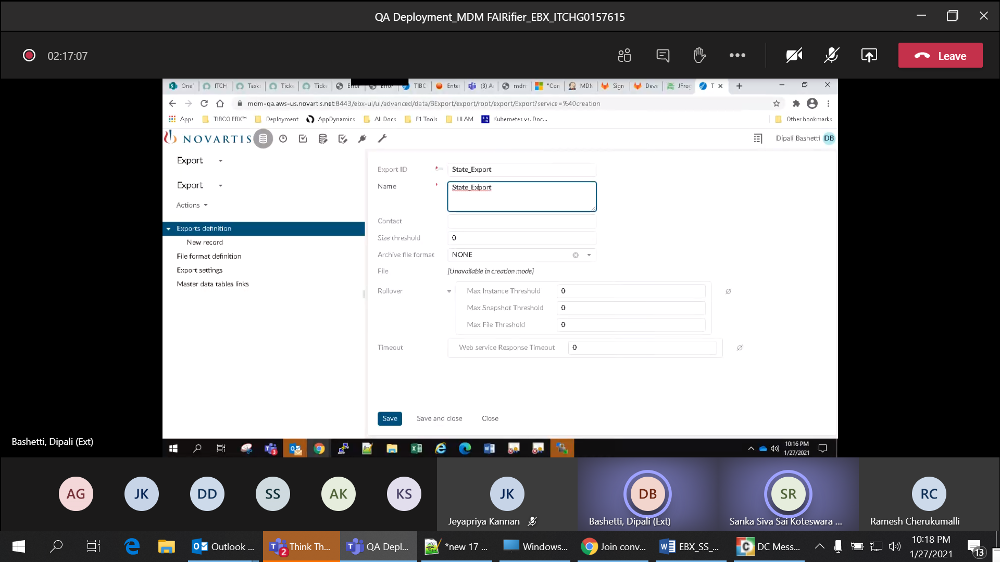 QA Deployment_MDM FAIRifier_EBX_ITCHG0157615
02:17:07
Leave
OneI ITCH Task: Ticke Ticke Error Error TIBC Ente (3) A mdn "Con MDN Sign Deve JFrog T
mdm-qa.aws-us.novartis.net:8443/ebx-ui/ui/advanced/data/BExport/export/root/export/Export?service=%40creation
Apps TIBCO EBX™ Deployment AppDynamics All Docs F1 Tools ULAM Kubernetes vs. Doc... Other bookmarks
NOVARTIS Dipali Bashetti DB
Export
Export
Actions
Exports definition
New record
File format definition
Export settings
Master data tables links
Export ID * State_Export
Name * State_Export
Contact
Size threshold 0
Archive file format NONE
File [Unavailable in creation mode]
Rollover Max Instance Threshold 0
Max Snapshot Threshold 0
Max File Threshold 0
Timeout Web service Response Timeout 0
Save Save and close Close
Bashetti, Dipali (Ext)
3
10:16 PM
1/27/2021
AG JK DD SS AK KS JK DB SR RC
Jeyapriya Kannan Bashetti, Dipali (Ext) Sanka Siva Sai Koteswara ... Ramesh Cherukumalli
Outlook ... 2 Think Th... QA Depl... *new 17 ... Windows... Join conv... EBX_SS_... DC Mess...
10:18 PM
1/27/2021
13